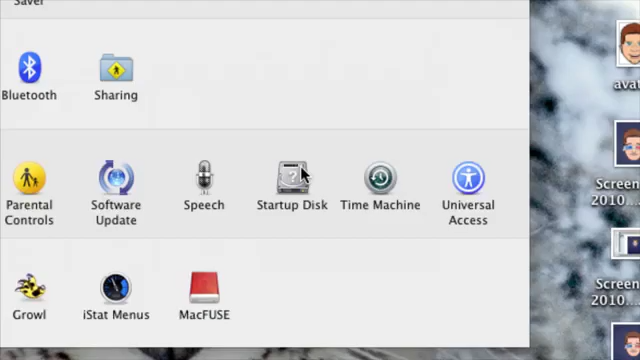 Saver
Bluetooth
Sharing
Parental
Controls
Software
Update
Speech
Startup Disk
Time Machine
Universal
Access
Growl
iStat Menus
MacFUSE
avat
Screen
2010....
Screen
2010....